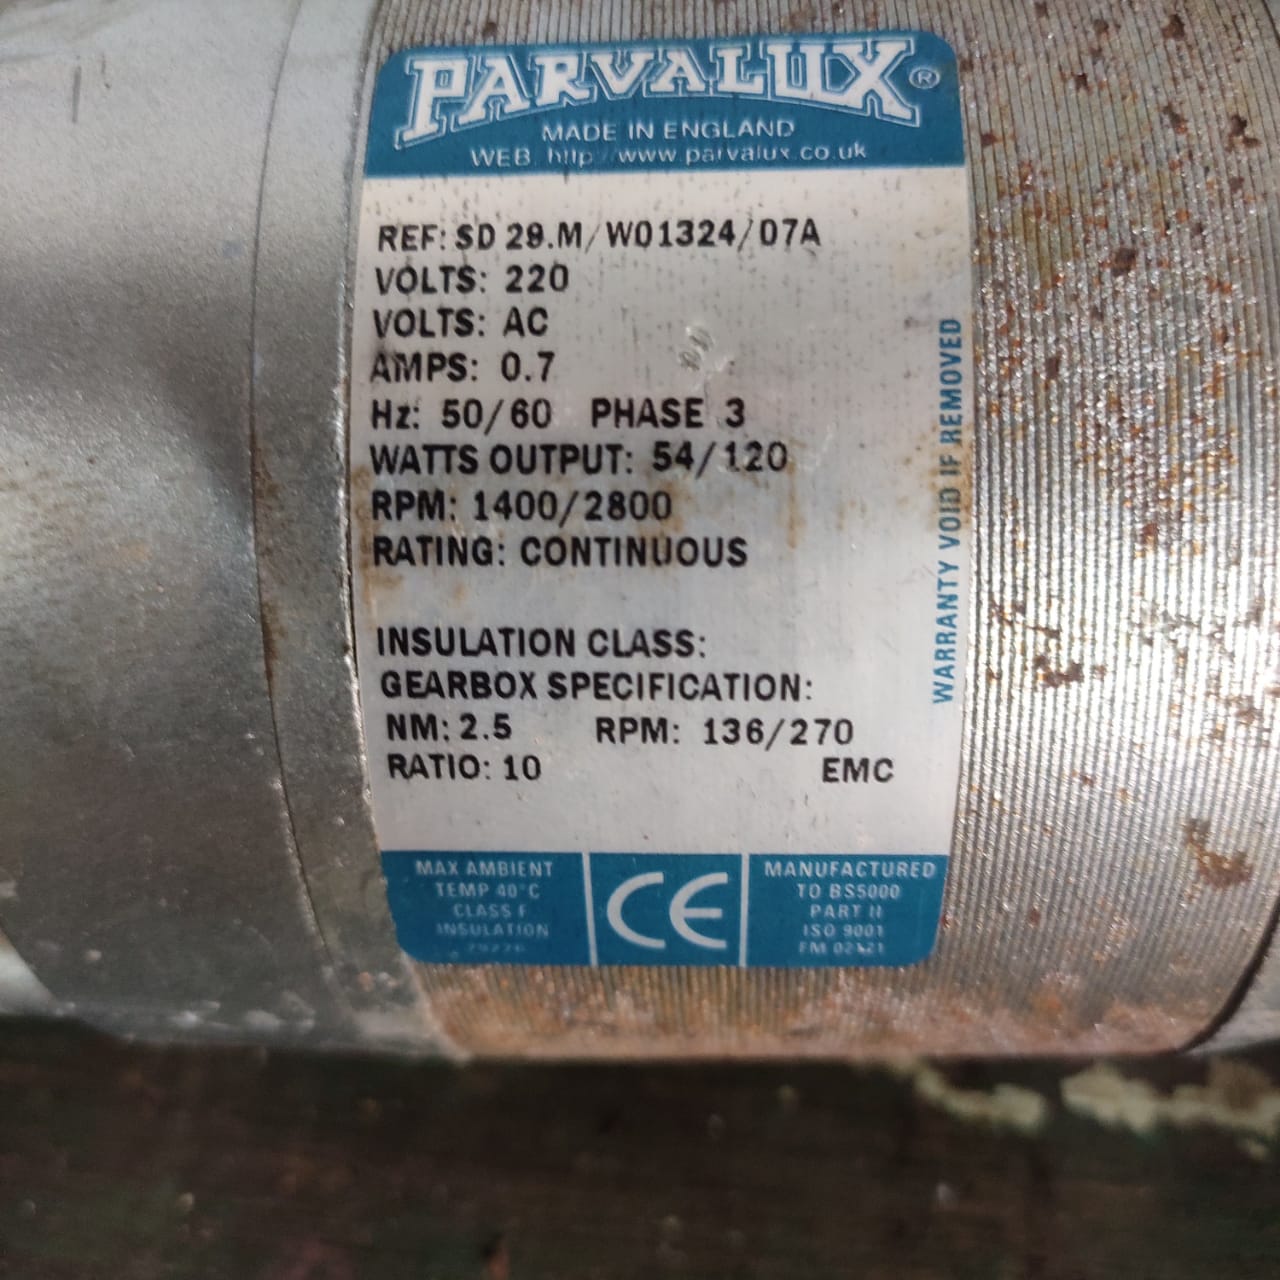 PARVALUX®
MADE IN ENGLAND
WEB http www.parvalux.co.uk
REF: SD 29.M/W01324/07A
VOLTS: 220
VOLTS: AC
AMPS: 0.7
Hz: 50/60 PHASE 3
WATTS OUTPUT: 54/120
RPM: 1400/2800
RATING: CONTINUOUS
INSULATION CLASS:
GEARBOX SPECIFICATION:
NM: 2.5 RPM: 136/270
RATIO: 10 EMC
WARRANTY VOID IF REMOVED
MAX AMBIENT
TEMP 40°C
CLASS F
INSULATION
CE
MANUFACTURED
TO BS5000
PART II
ISO 9001